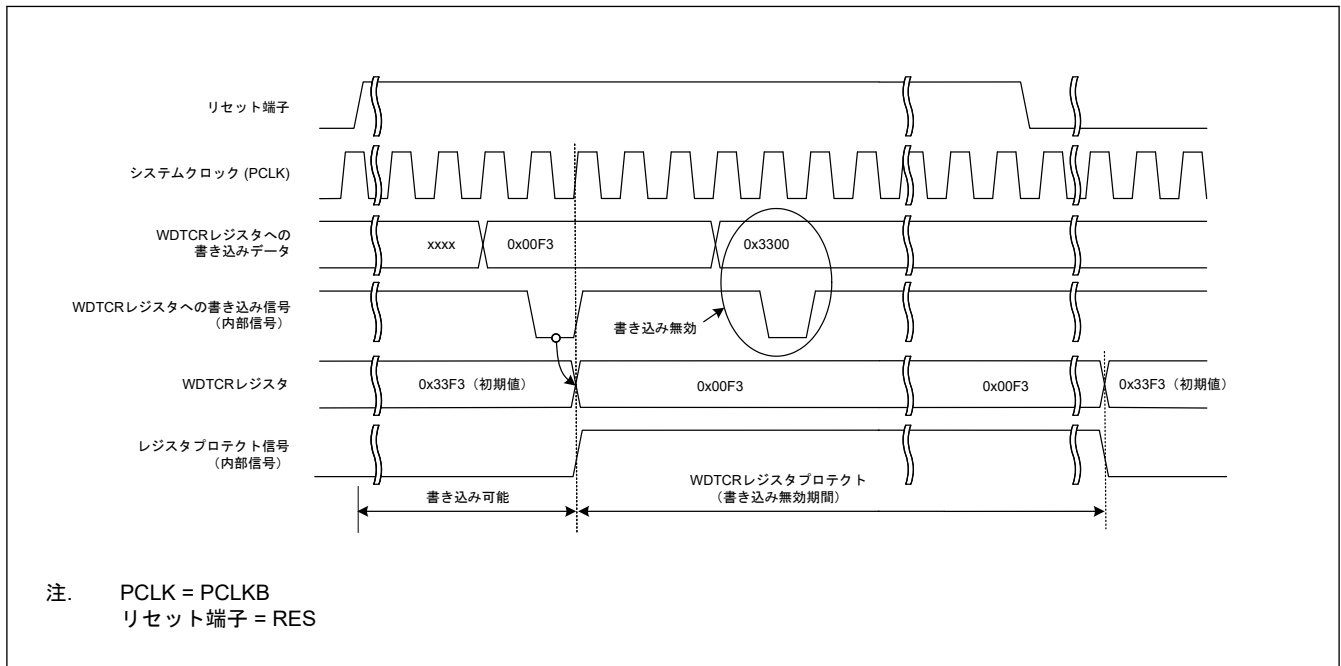 リセット端子
システムクロック (PCLK)
WDTCRレジスタへの
書き込みデータ
xxxx
0x00F3
0x3300
WDTCRレジスタへの書き込み信号
（内部信号）
書き込み無効
WDTCRレジスタ
0x33F3（初期値）
0x00F3
0x00F3
0x33F3（初期値）
レジスタプロテクト信号
（内部信号）
書き込み可能
WDTCRレジスタプロテクト
（書き込み無効期間）
注. PCLK = PCLKB
リセット端子 = RES